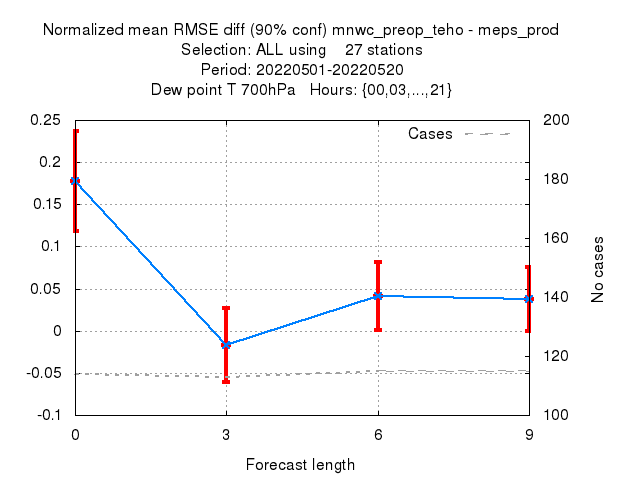 Normalized mean RMSE diff (90% conf) mnwc_preop_teho - meps_prod
Selection: ALL using 27 stations
Period: 20220501-20220520
Dew point T 700hPa Hours: {00,03,...,21}
Cases
0.25
0.2
0.15
0.1
0.05
0
-0.05
-0.1
200
180
160
140
120
100
No cases
0 3 6 9
Forecast length